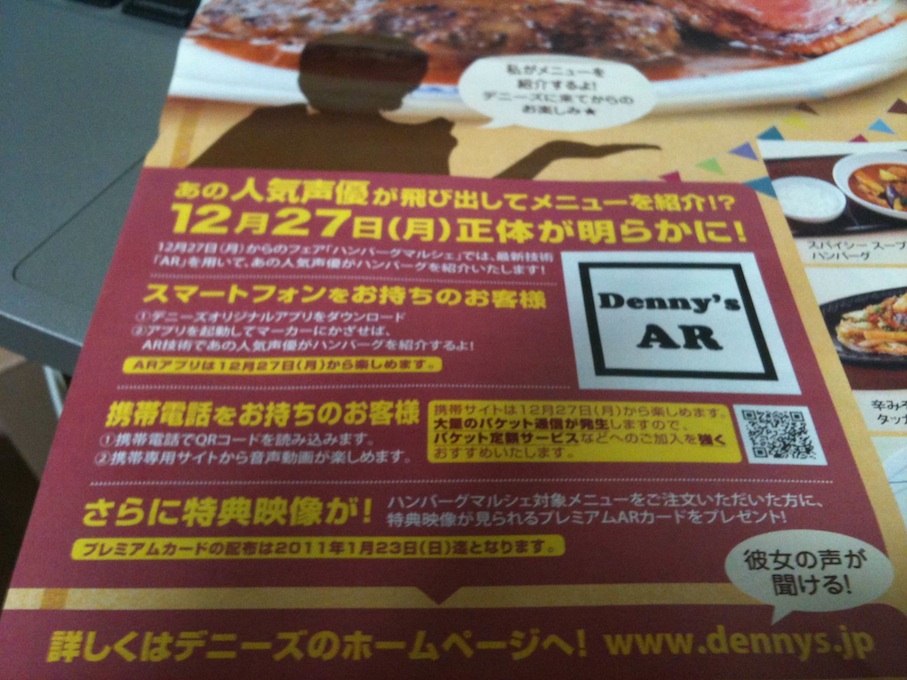 私がメニューを
紹介するよ!
デニーズに来てからの
お楽しみ★
あの人気声優が飛び出してメニューを紹介!?
12月27日(月)正体が明らかに!
12月27日(月)からのフェア「ハンバーグマルシェ」では、最新技術
「AR」を用いて、あの人気声優がハンバーグを紹介いたします!
スマートフォンをお持ちのお客様
①デニーズオリジナルアプリをダウンロード
②アプリを起動してマーカーにかざせば、
AR技術であの人気声優がハンバーグを紹介するよ!
ARアプリは12月27日(月)から楽しめます。
Denny's
AR
携帯電話をお持ちのお客様
①携帯電話でQRコードを読み込みます。
②携帯専用サイトから音声動画が楽しめます。
携帯サイトは12月27日(月)から楽しめます。
大量のパケット通信が発生しますので、
パケット定額サービスなどへのご加入を強く
おすすめいたします。
さらに特典映像が!
ハンバーグマルシェ対象メニューをご注文いただいた方に、
特典映像が見られるプレミアムARカードをプレゼント!
プレミアムカードの配布は2011年1月23日(日)迄となります。
彼女の声が
聞ける!
詳しくはデニーズのホームページへ! www.dennys.jp
スパイシー スープ
ハンバーグ
辛み
タッ